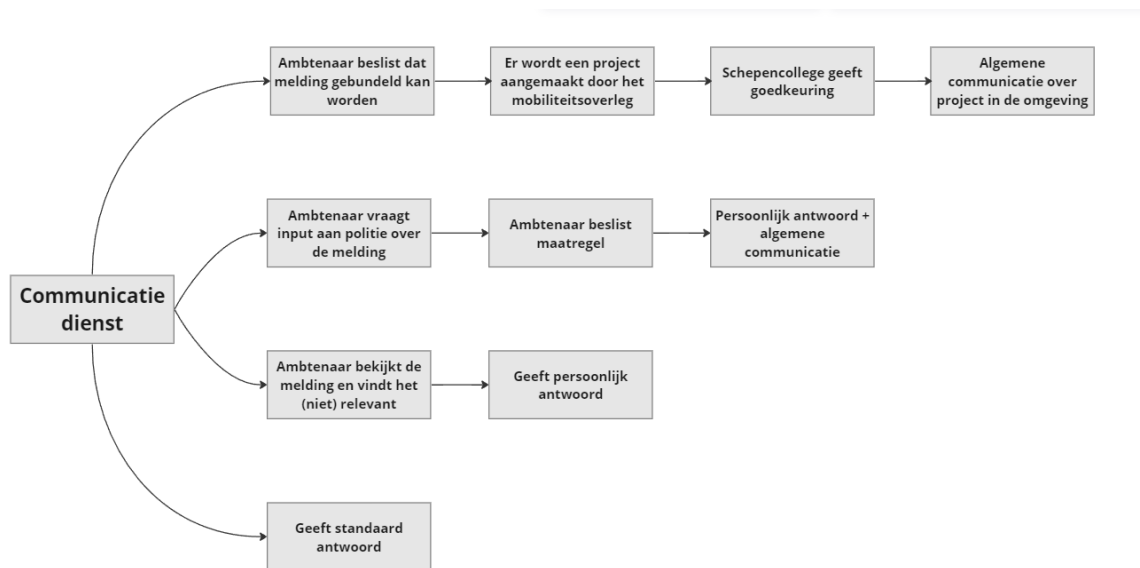 Ambtenaar beslist dat
melding gebundeld kan
worden
Er wordt een project
aangemaakt door het
mobiliteitsoverleg
Schepencollege geeft
goedkeuring
Algemene
communicatie over
project in de omgeving
Ambtenaar vraagt
input aan politie over
de melding
Ambtenaar beslist
maatregel
Persoonlijk antwoord +
algemene
communicatie
Communicatie
dienst
Ambtenaar bekijkt de
melding en vindt het
(niet) relevant
Geeft persoonlijk
antwoord
Geeft standaard
antwoord